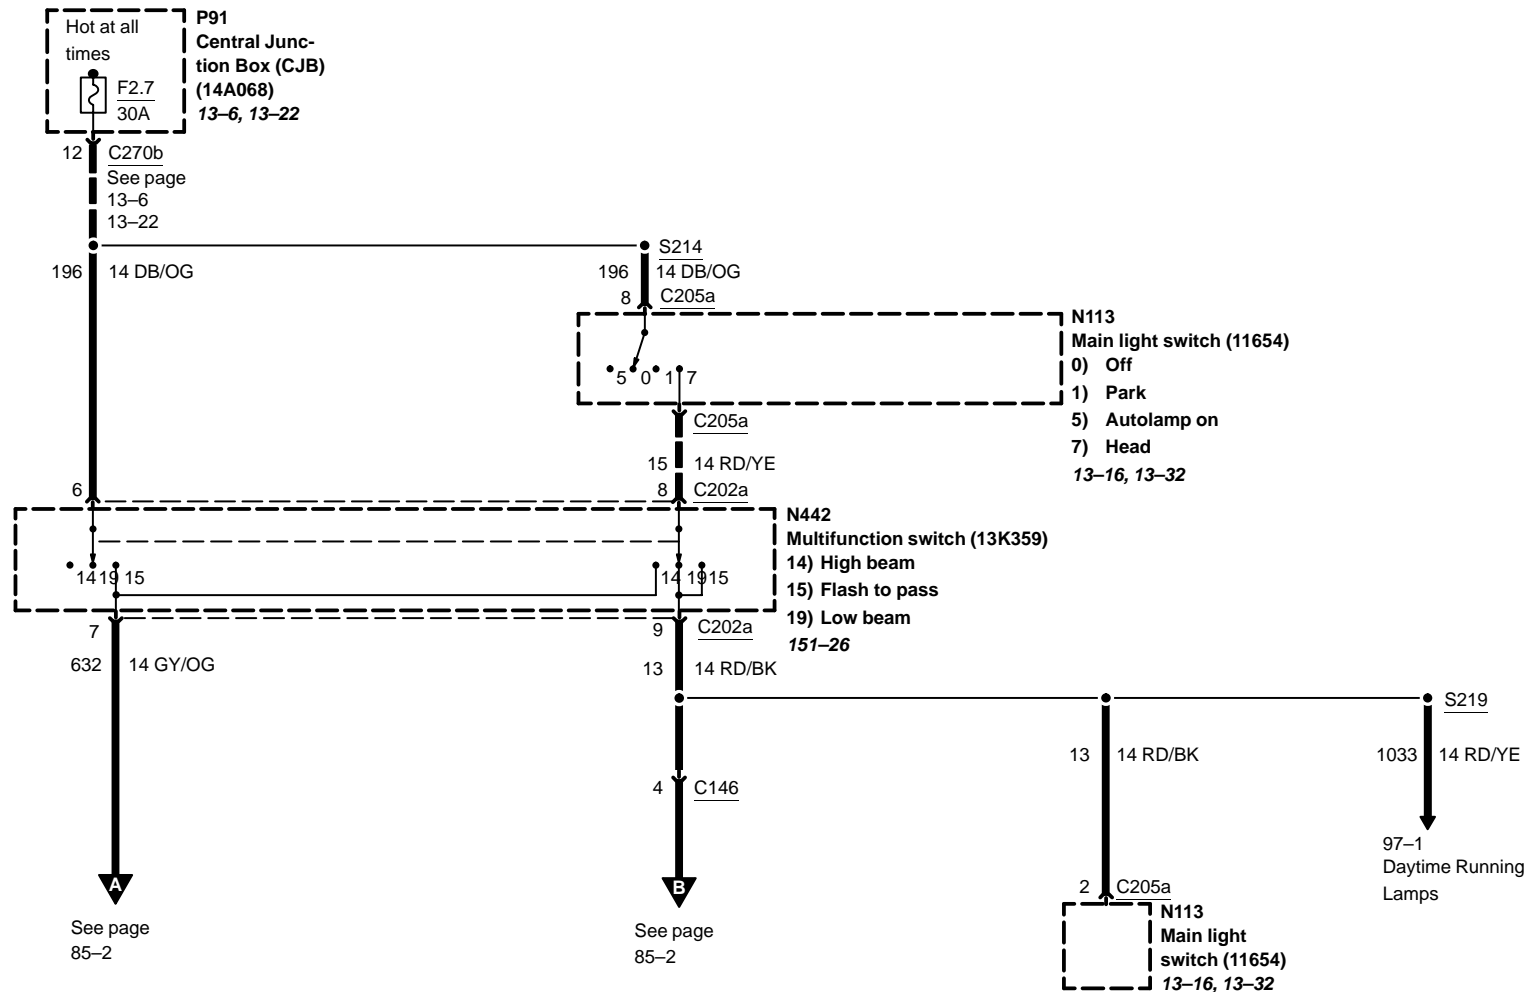 Hot at all
times
F2.7
30A
P91
Central Junc-
tion Box (CJB)
(14A068)
13–6, 13–22
12
C270b
See page
13–6
13–22
196
14 DB/OG
S214
196
14 DB/OG
8
C205a
N113
Main light switch (11654)
0) Off
1) Park
5) Autolamp on
7) Head
13–16, 13–32
5
0
1
7
C205a
15
14 RD/YE
6
8
C202a
N442
Multifunction switch (13K359)
14) High beam
15) Flash to pass
19) Low beam
151–26
14
19
15
14
19
15
7
9
C202a
632
14 GY/OG
13
14 RD/BK
S219
13
14 RD/BK
1033
14 RD/YE
4
C146
97–1
Daytime Running
Lamps
A
B
2
C205a
See page
85–2
See page
85–2
N113
Main light
switch (11654)
13–16, 13–32